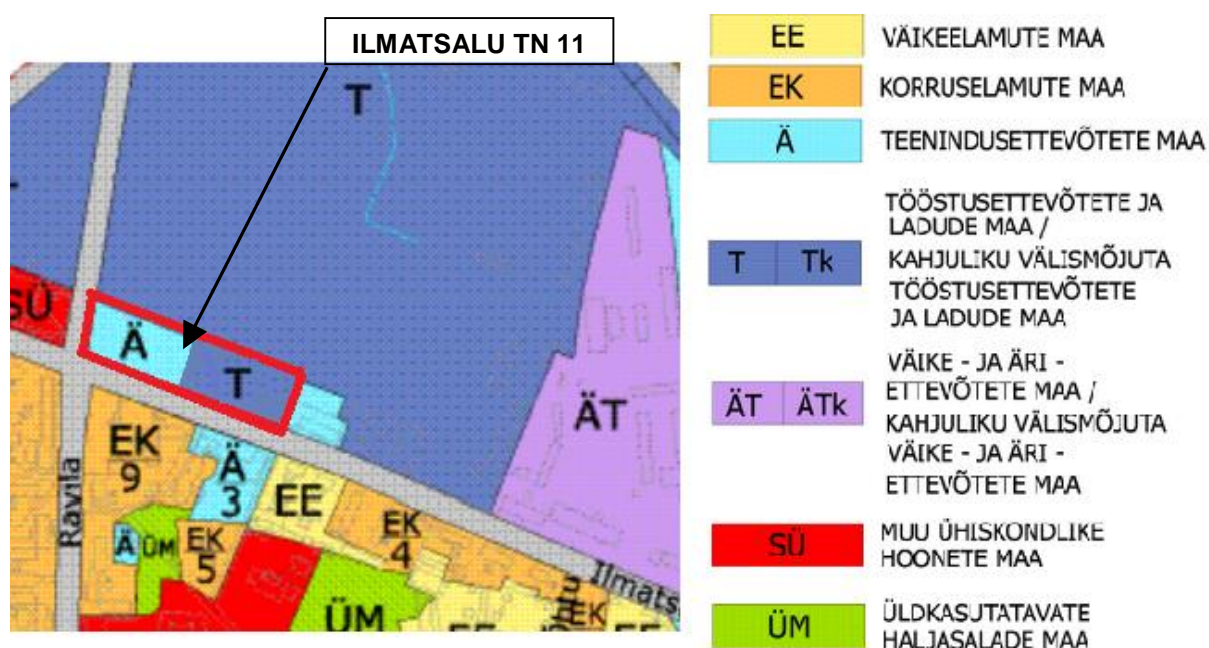 ILMATSALU TN 11
T
SÜ
Ä
T
ÄT
EK
9
Ä
3
EE
EK
4
Ravila
Ä
ÜM
EK
5
Ilmats
ÜM
EK
EE
EE
EE
VÄIKEELAMUTE MAA
EK
KORRUSELAMUTE MAA
Ä
TEENINDUSETTEVÕTETE MAA
T
Tk
TÖÖSTUSETTEVÕTETE JA
LADUDE MAA /
KAHJULIKU VÄLISMÕJUTA
TÖÖSTUSETTEVÕTETE
JA LADUDE MAA
ÄT
ÄTk
VÄIKE - JA ÄRI -
ETTEVÕTETE MAA /
KAHJULIKU VÄLISMÕJUTA
VÄIKE - JA ÄRI -
ETTEVÕTETE MAA
SÜ
MUU ÜHISKONDLIKE
HOONETE MAA
ÜM
ÜLDKASUTATAVATE
HALJASALADE MAA